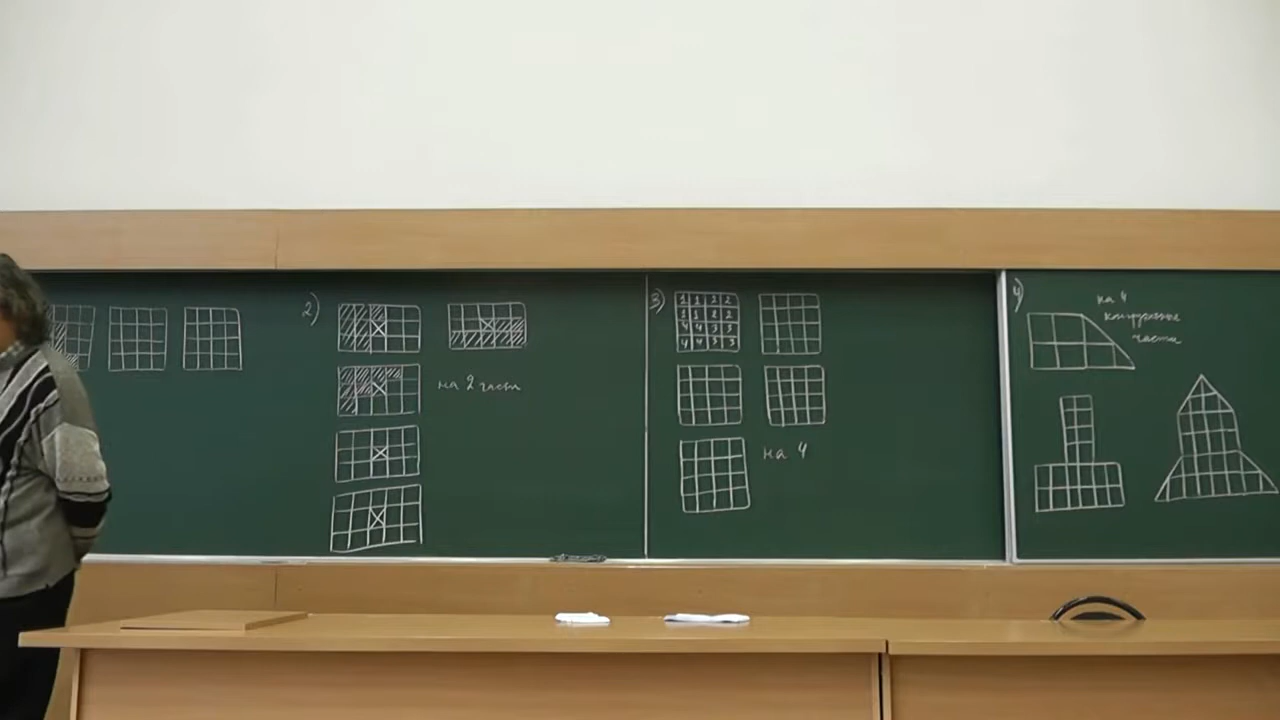 2)
на 2 части
3)
1 1 2 2
1 1 2 2
4 4 3 3
4 4 3 3
на 4
4)
на 4
конгруэнтные
части